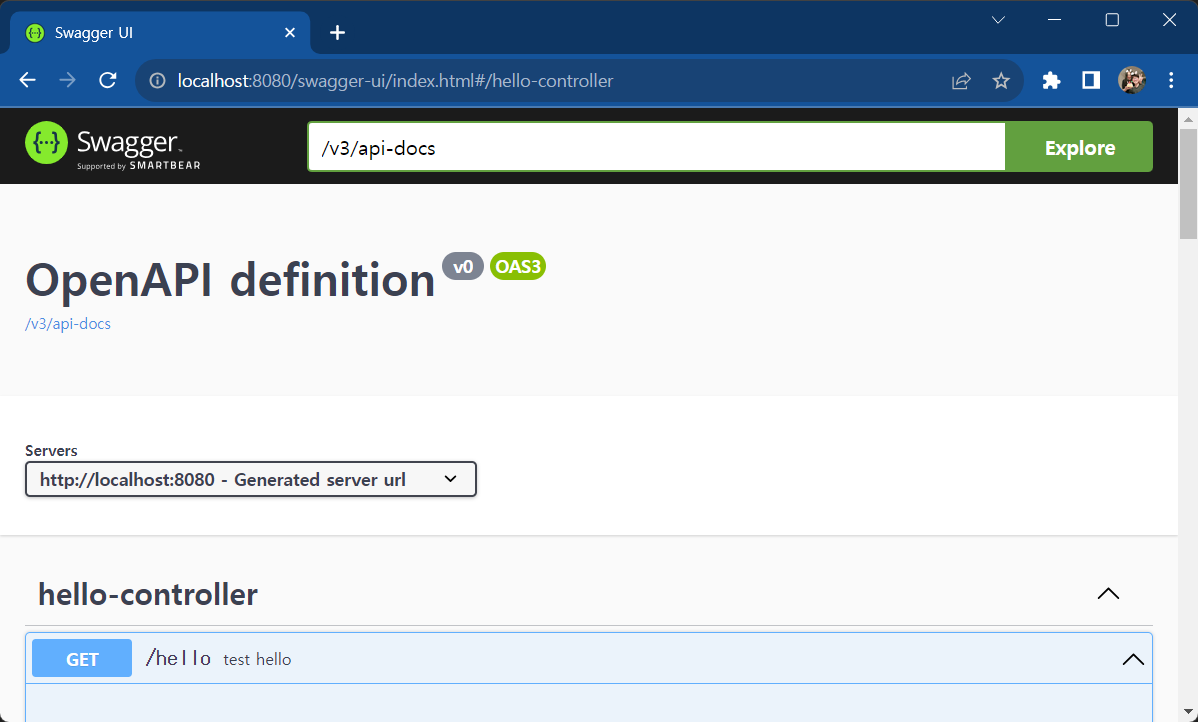 Swagger UI
localhost:8080/swagger-ui/index.html#/hello-controller
Swagger™
Supported by SMARTBEAR
/v3/api-docs
Explore
OpenAPI definition v0 OAS3
/v3/api-docs
Servers
http://localhost:8080 - Generated server url
hello-controller
GET /hello test hello